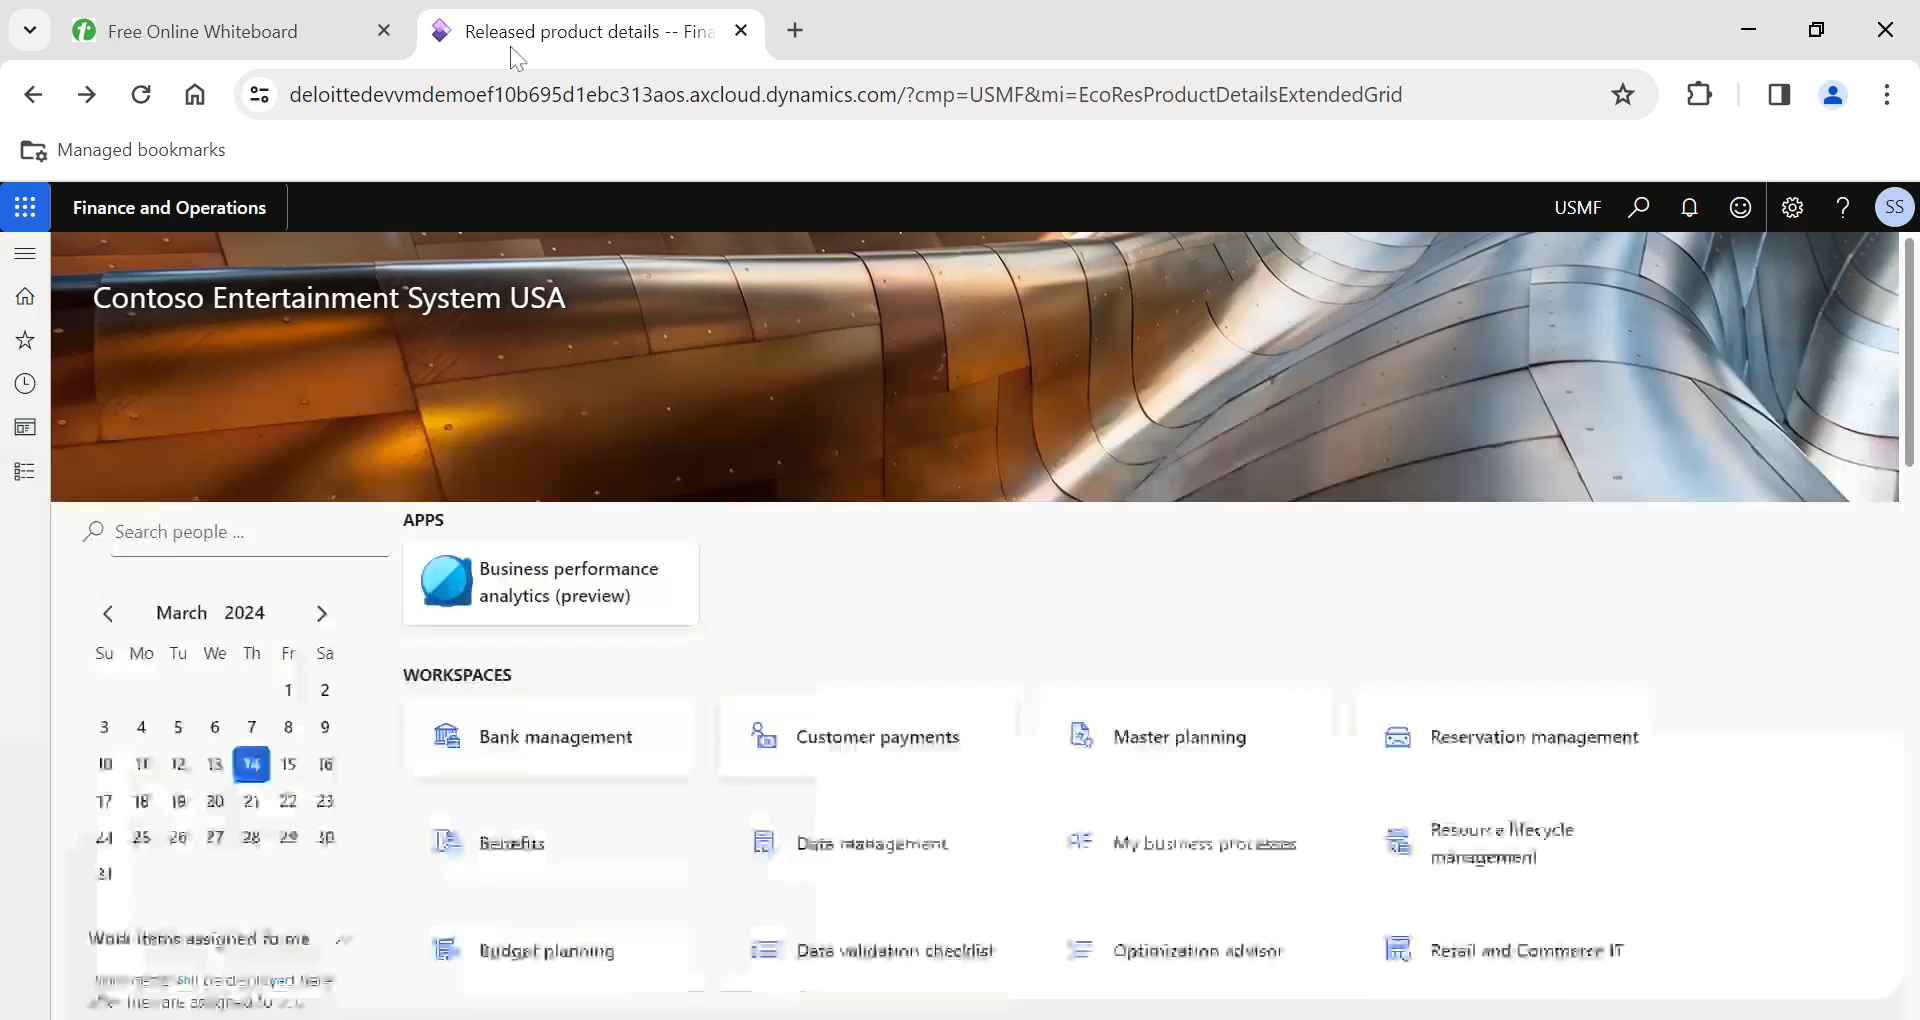 Free Online Whiteboard
Released product details -- Fina
deloittedevvmdemoef10b695d1ebc313aos.axcloud.dynamics.com/?cmp=USMF&mi=EcoResProductDetailsExtendedGrid
Managed bookmarks
Finance and Operations
USMF
SS
Contoso Entertainment System USA
Search people ...
March 2024
Su Mo Tu We Th Fr Sa
1 2
3 4 5 6 7 8 9
10 11 12 13 14 15 16
17 18 19 20 21 22 23
24 25 26 27 28 29 30
31
Work items assigned to me
APPS
Business performance
analytics (preview)
WORKSPACES
Bank management
Customer payments
Master planning
Reservation management
Benefits
Data management
My business processes
Resource lifecycle
management
Budget planning
Data validation checklist
Optimization advisor
Retail and Commerce IT